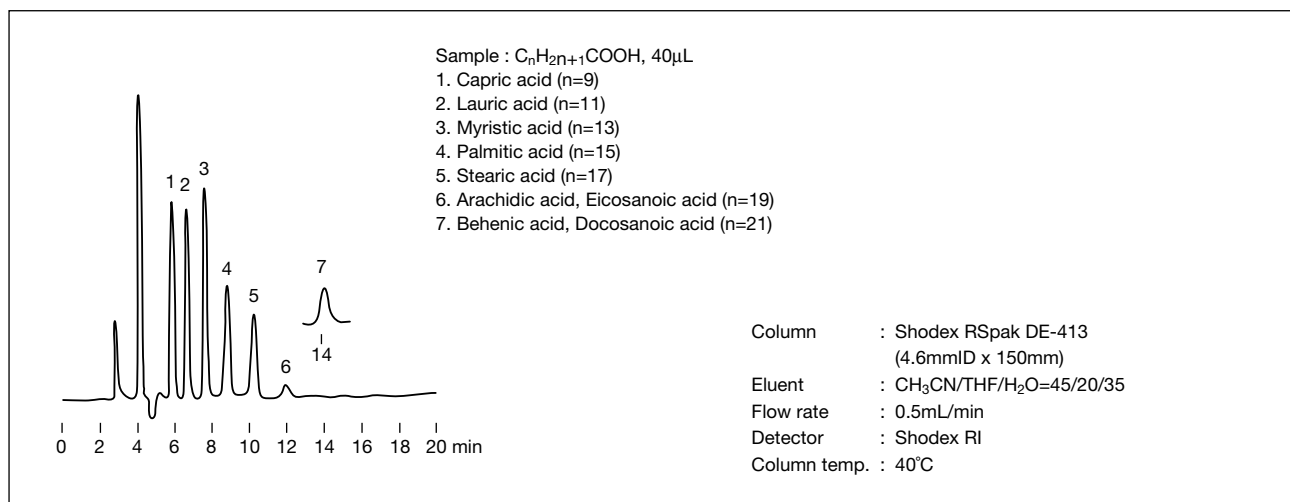 Sample : CₙH₂ₙ₊₁COOH, 40µL
1. Capric acid (n=9)
2. Lauric acid (n=11)
3. Myristic acid (n=13)
4. Palmitic acid (n=15)
5. Stearic acid (n=17)
6. Arachidic acid, Eicosanoic acid (n=19)
7. Behenic acid, Docosanoic acid (n=21)
1 2 3
4 5 6 7
14
0 2 4 6 8 10 12 14 16 18 20 min
Column : Shodex RSpak DE-413
(4.6mmID x 150mm)
Eluent : CH₃CN/THF/H₂O=45/20/35
Flow rate : 0.5mL/min
Detector : Shodex RI
Column temp. : 40°C